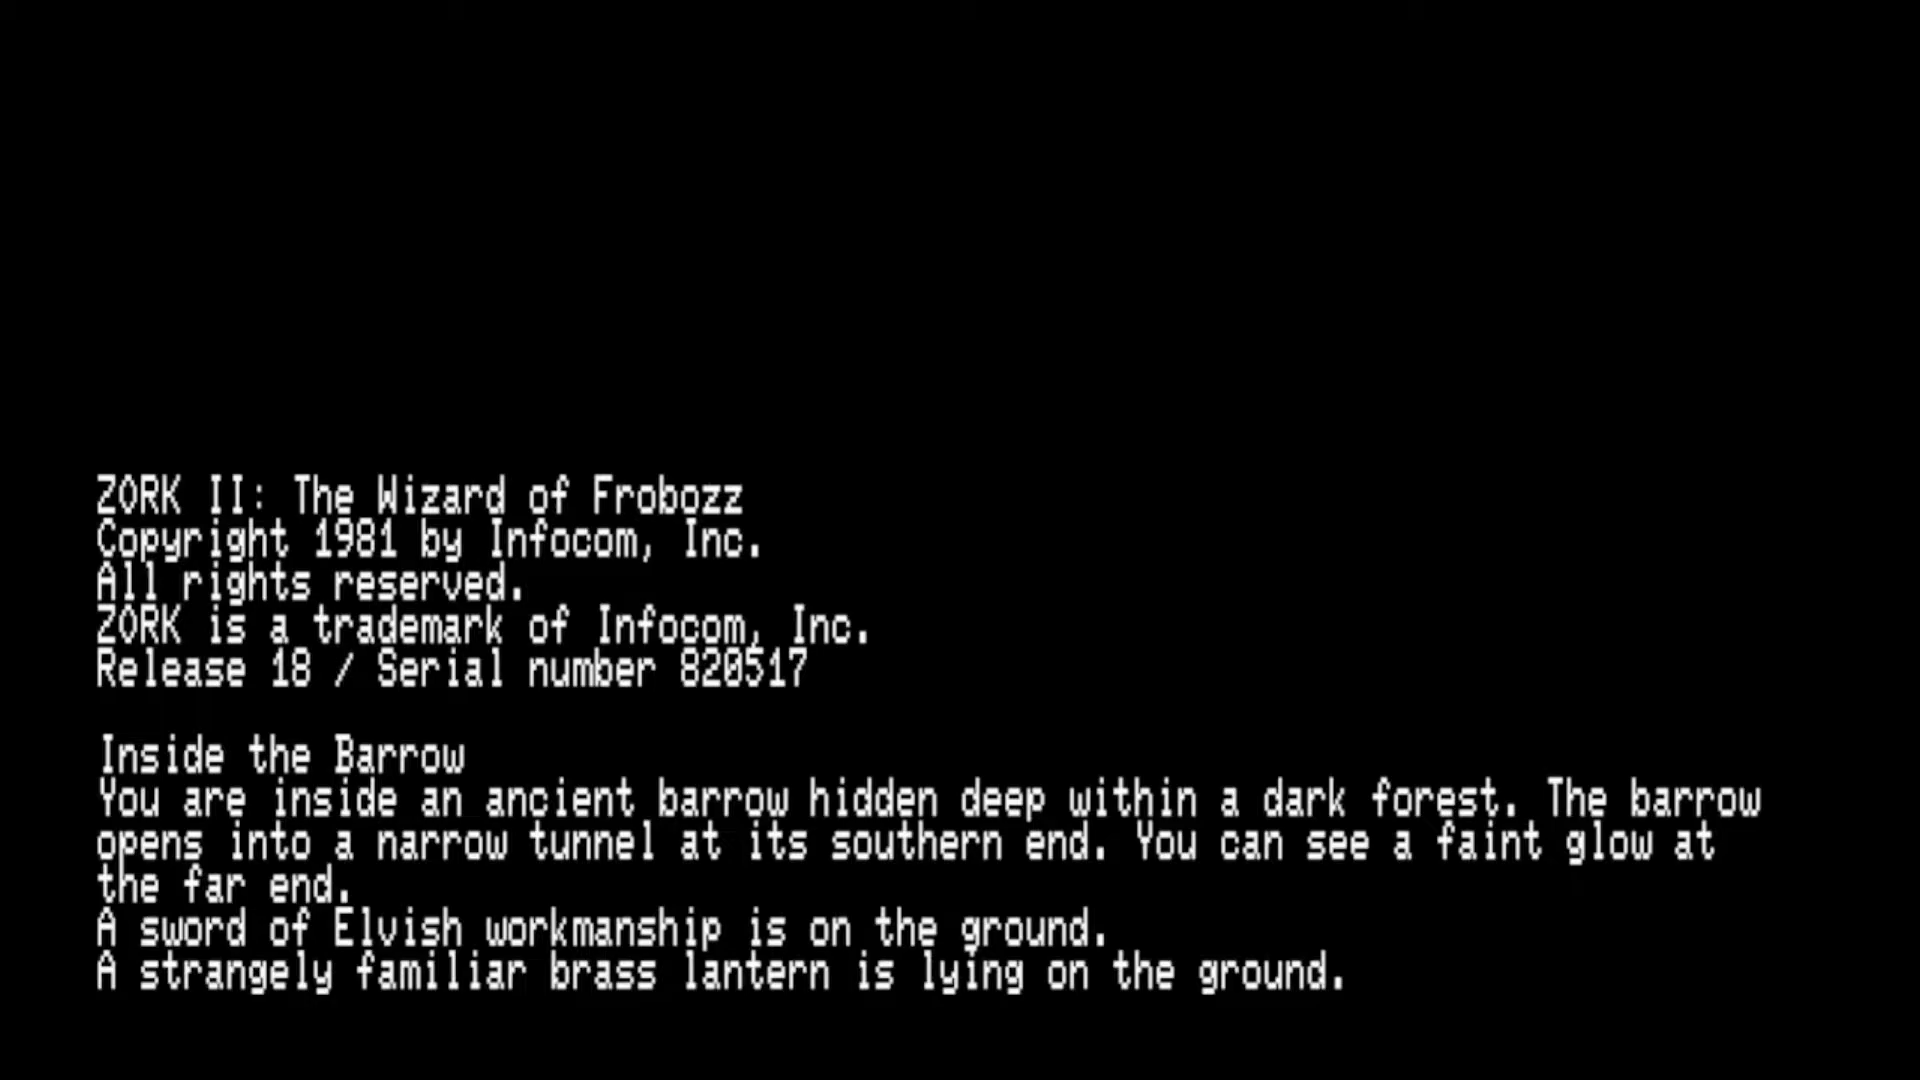 ZORK II: The Wizard of Frobozz
Copyright 1981 by Infocom, Inc.
All rights reserved.
ZORK is a trademark of Infocom, Inc.
Release 18 / Serial number 820517
Inside the Barrow
You are inside an ancient barrow hidden deep within a dark forest. The barrow
opens into a narrow tunnel at its southern end. You can see a faint glow at
the far end.
A sword of Elvish workmanship is on the ground.
A strangely familiar brass lantern is lying on the ground.